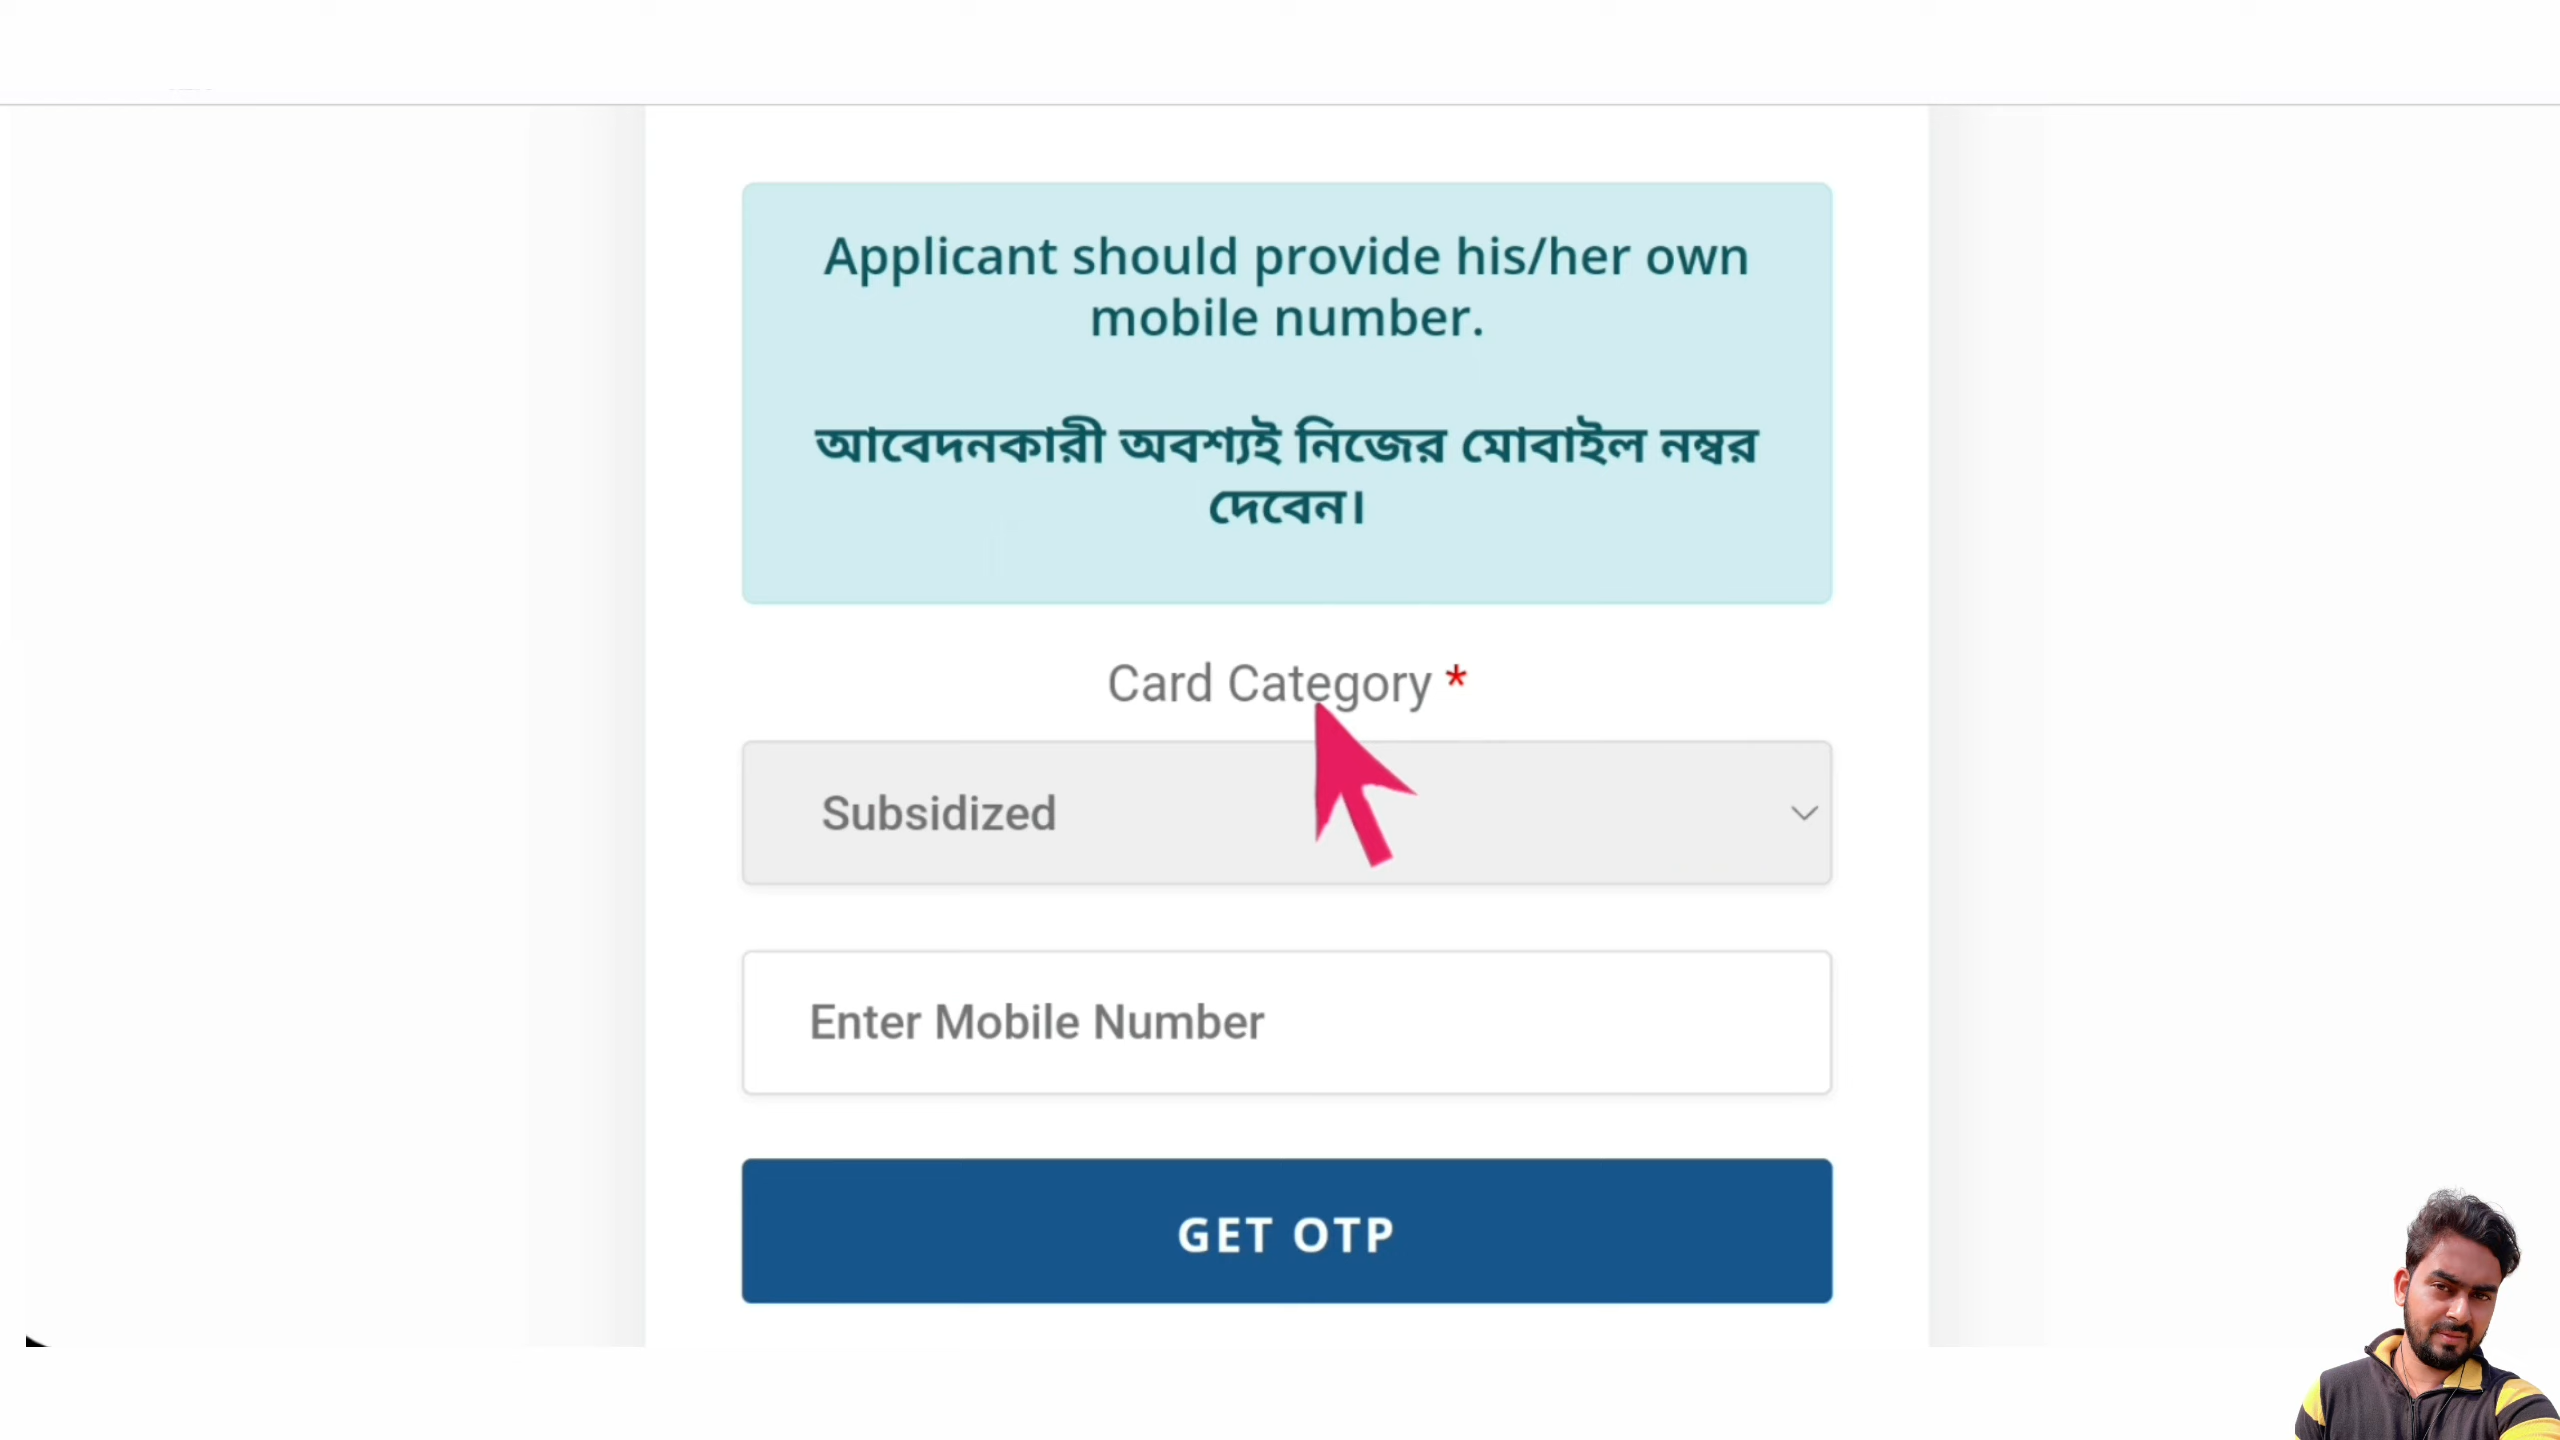 Applicant should provide his/her own
mobile number.
আবেদনকারী অবশ্যই নিজের মোবাইল নম্বর
দেবেন।
Card Category *
Subsidized
Enter Mobile Number
GET OTP